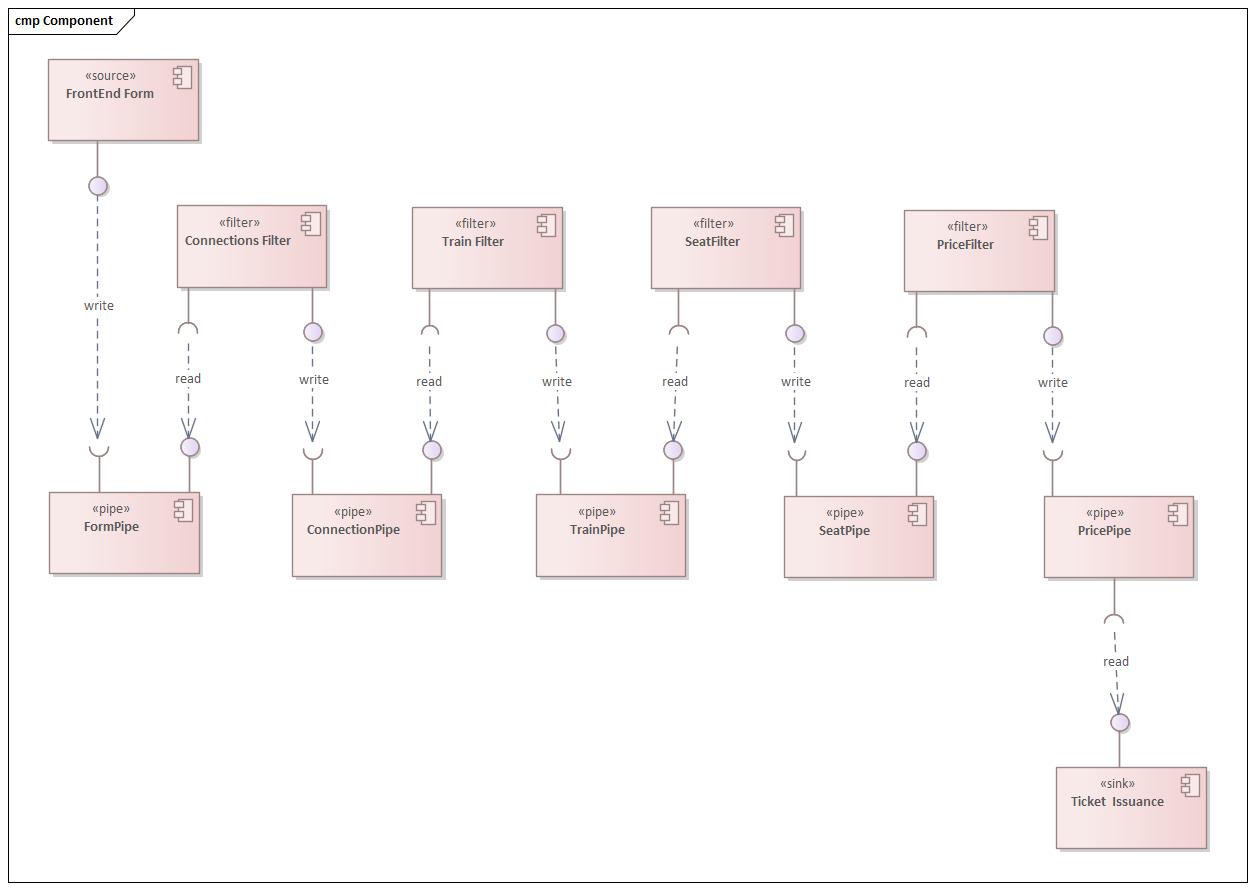 cmp Component
«source»
FrontEnd Form
«filter»
Connections Filter
«filter»
Train Filter
«filter»
SeatFilter
«filter»
PriceFilter
write
read
write
read
write
read
write
read
write
«pipe»
FormPipe
«pipe»
ConnectionPipe
«pipe»
TrainPipe
«pipe»
SeatPipe
«pipe»
PricePipe
read
«sink»
Ticket Issuance